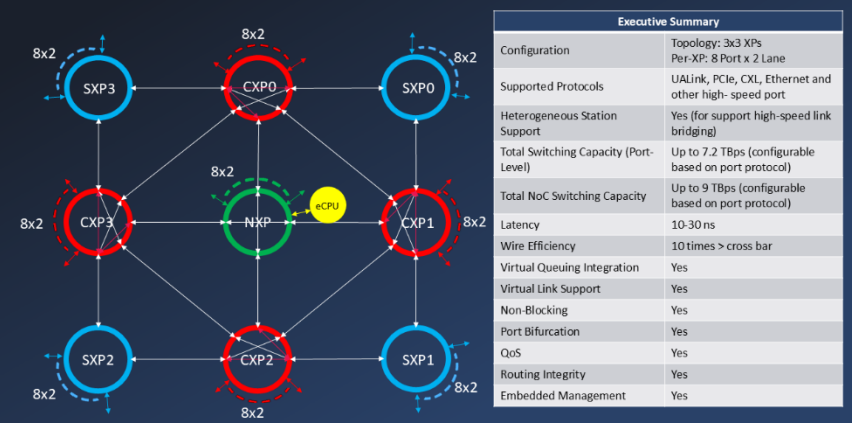 8x2
8x2
8x2
SXP3
CXP0
SXP0
8x2
eCPU
8x2
CXP3
NXP
CXP1
8x2
SXP2
CXP2
SXP1
8x2
8x2
8x2
Executive Summary
Configuration
Topology: 3x3 XPs
Per-XP: 8 Port x 2 Lane
Supported Protocols
UALink, PCIe, CXL, Ethernet and
other high- speed port
Heterogeneous Station
Support
Yes (for support high-speed link
bridging)
Total Switching Capacity (Port-
Level)
Up to 7.2 TBps (configurable
based on port protocol)
Total NoC Switching Capacity
Up to 9 TBps (configurable
based on port protocol)
Latency
10-30 ns
Wire Efficiency
10 times > cross bar
Virtual Queuing Integration
Yes
Virtual Link Support
Yes
Non-Blocking
Yes
Port Bifurcation
Yes
QoS
Yes
Routing Integrity
Yes
Embedded Management
Yes